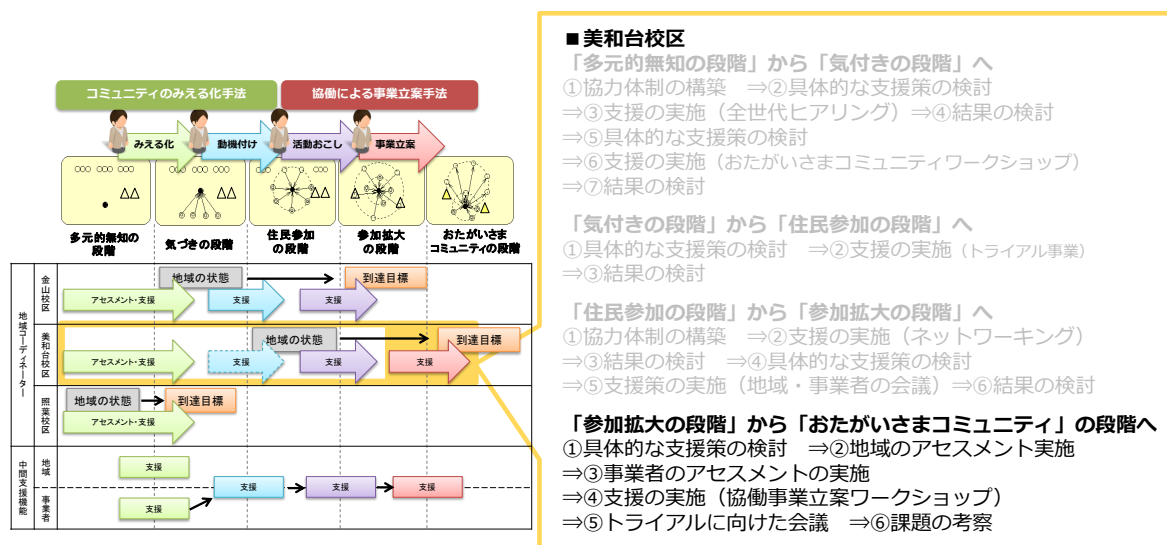 コミュニティのみえる化手法
協働による事業立案手法
みえる化
動機付け
活動おこし
事業立案
多元的無知の
段階
気づきの段階
住民参加
の段階
参加拡大
の段階
おたがいさま
コミュニティの段階
地域コーディネーター
金山校区
地域の状態
到達目標
アセスメント・支援
支援
支援
美和台校区
地域の状態
到達目標
アセスメント・支援
支援
支援
支援
照葉校区
地域の状態
到達目標
アセスメント・支援
中間支援機能
地域
支援
事業者
支援
支援
支援
支援
■美和台校区
「多元的無知の段階」から「気付きの段階」へ
①協力体制の構築 ⇒②具体的な支援策の検討
⇒③支援の実施（全世代ヒアリング）⇒④結果の検討
⇒⑤具体的な支援策の検討
⇒⑥支援の実施（おたがいさまコミュニティワークショップ）
⇒⑦結果の検討
「気付きの段階」から「住民参加の段階」へ
①具体的な支援策の検討 ⇒②支援の実施（トライアル事業）
⇒③結果の検討
「住民参加の段階」から「参加拡大の段階」へ
①協力体制の構築 ⇒②支援の実施（ネットワーキング）
⇒③結果の検討 ⇒④具体的な支援策の検討
⇒⑤支援策の実施（地域・事業者の会議）⇒⑥結果の検討
「参加拡大の段階」から「おたがいさまコミュニティ」の段階へ
①具体的な支援策の検討 ⇒②地域のアセスメント実施
⇒③事業者のアセスメントの実施
⇒④支援の実施（協働事業立案ワークショップ）
⇒⑤トライアルに向けた会議 ⇒⑥課題の考察